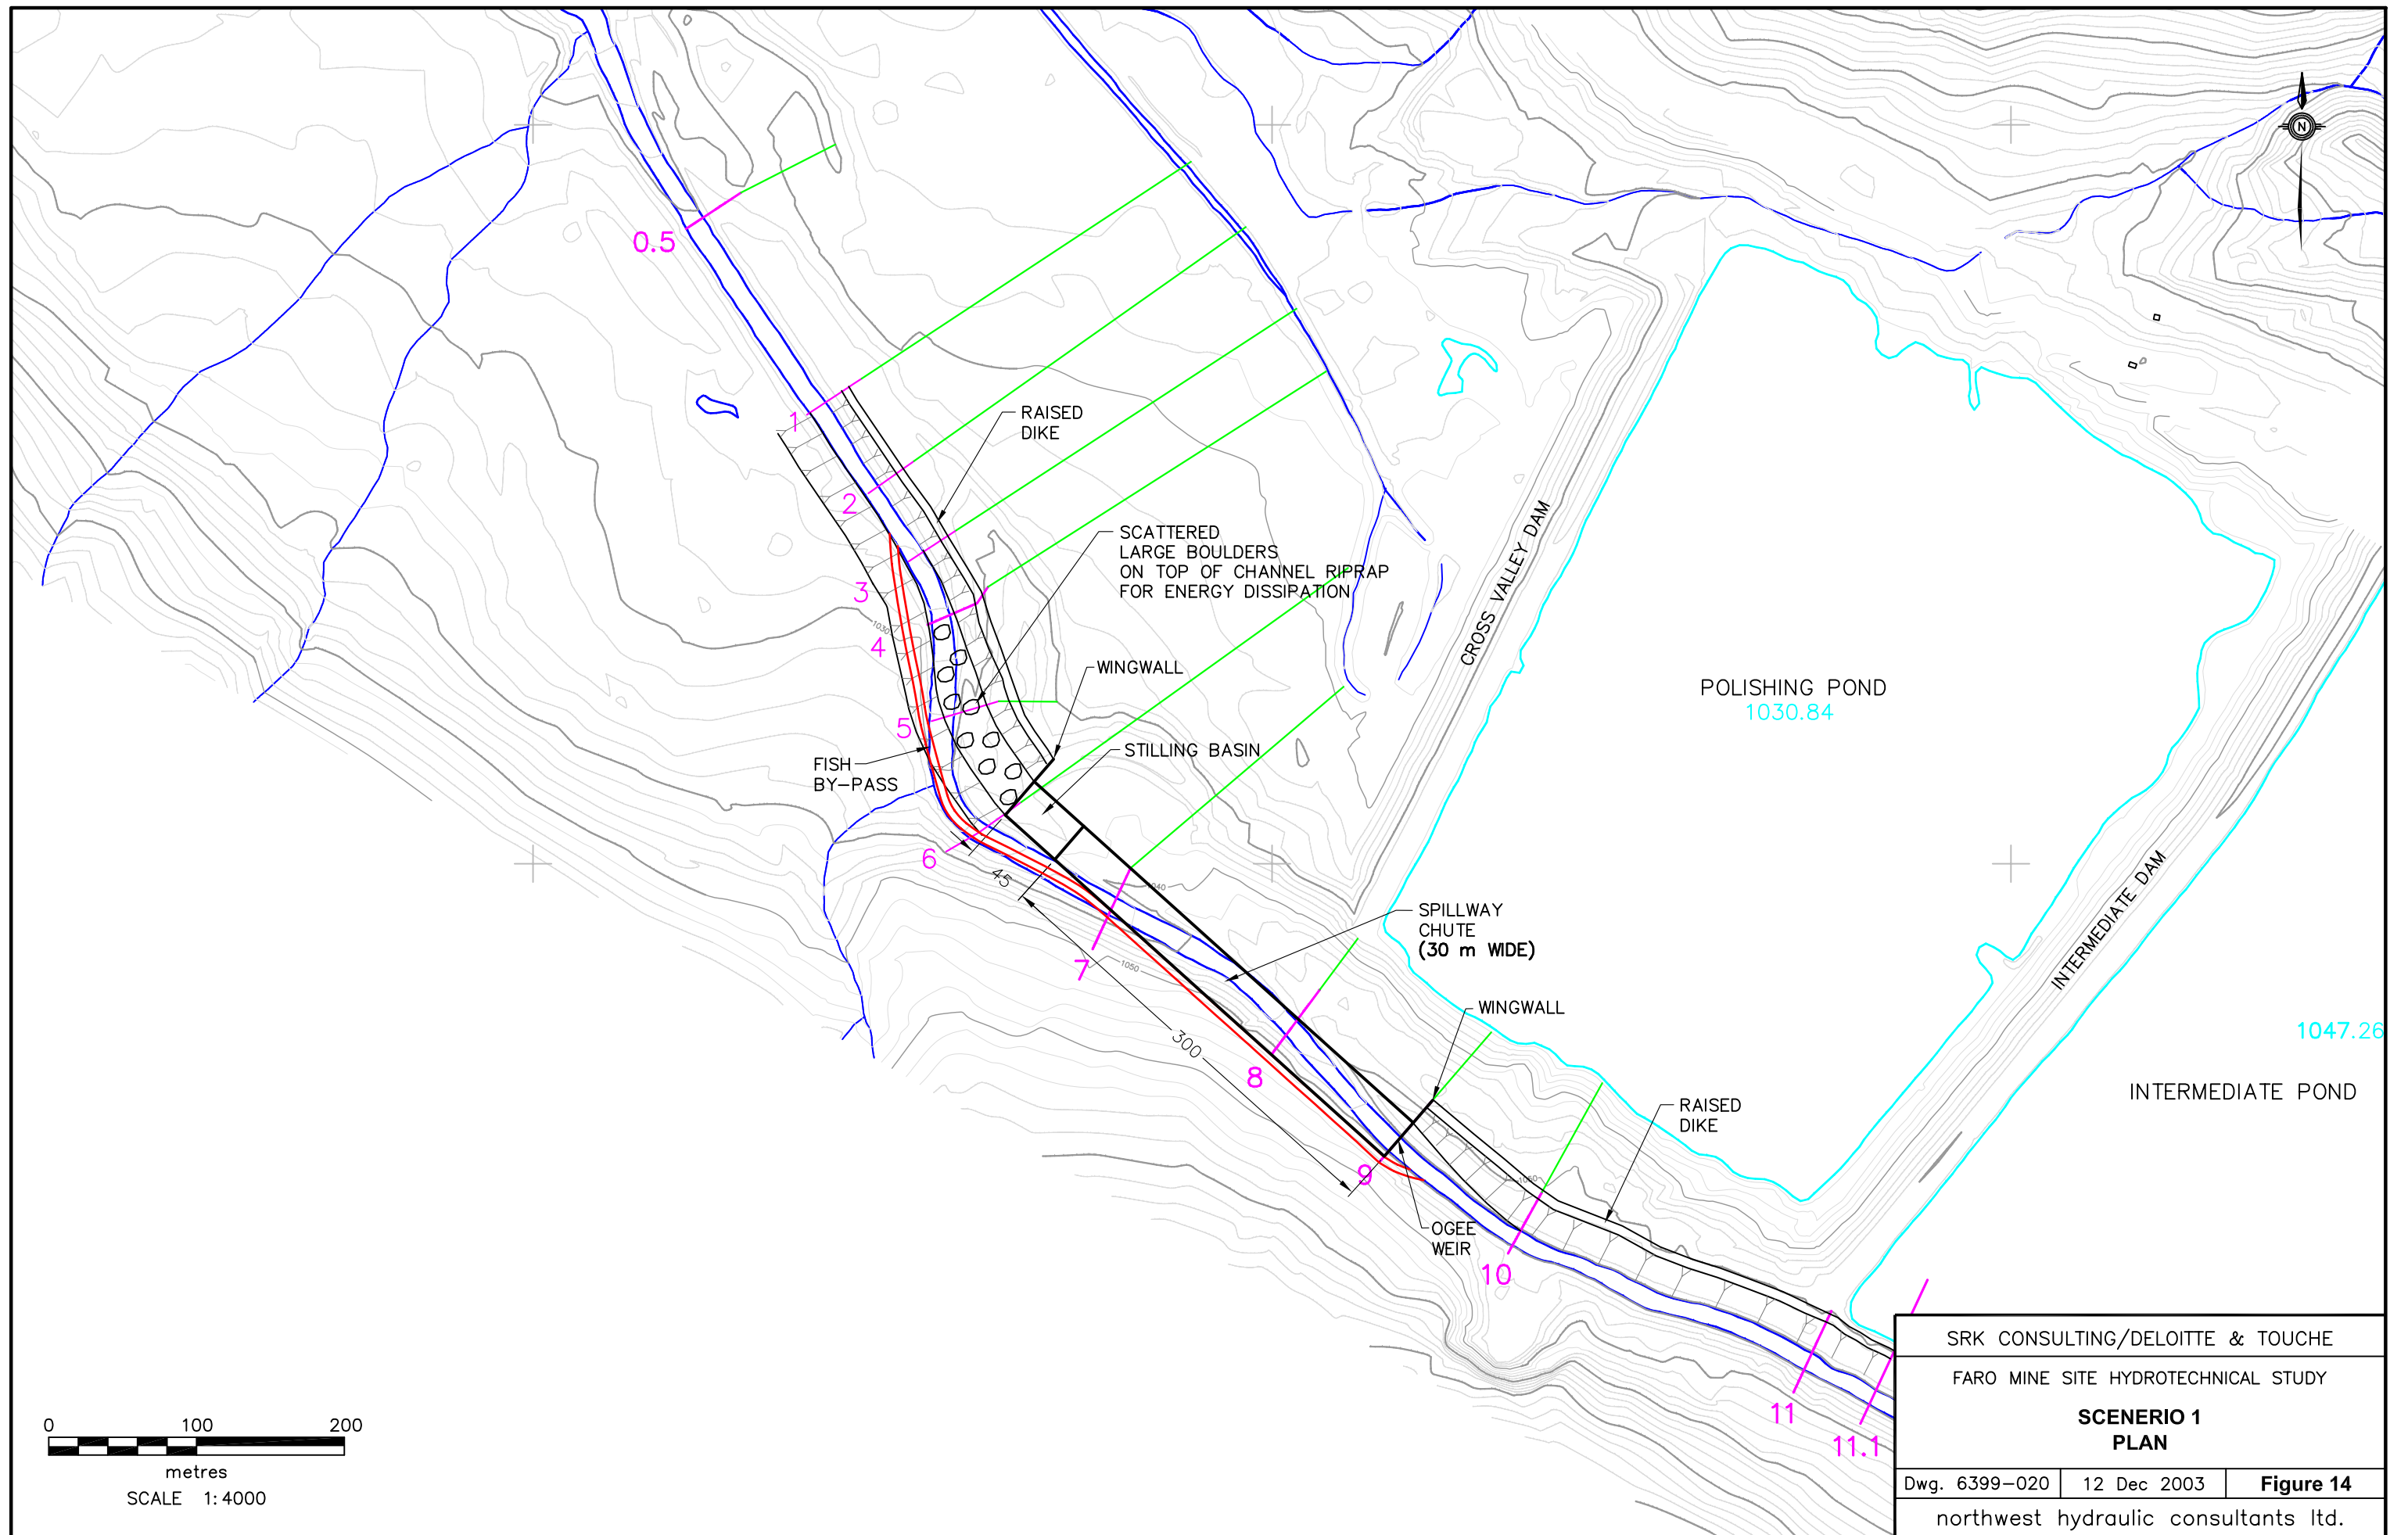 N
0.5
1
RAISED
DIKE
2
SCATTERED
LARGE BOULDERS
ON TOP OF CHANNEL RIPRAP
FOR ENERGY DISSIPATION
CROSS VALLEY DAM
3
1030
4
WINGWALL
POLISHING POND
1030.84
5
STILLING BASIN
FISH
BY-PASS
6
45
1040
SPILLWAY
CHUTE
(30 m WIDE)
INTERMEDIATE DAM
7
1050
WINGWALL
300
8
1047.26
INTERMEDIATE POND
RAISED
DIKE
9
1050
OGEE
WEIR
10
11
11.1
0 100 200
metres
SCALE 1:4000
SRK CONSULTING/DELOITTE & TOUCHE
FARO MINE SITE HYDROTECHNICAL STUDY
SCENERIO 1
PLAN
Dwg. 6399-020 12 Dec 2003 Figure 14
northwest hydraulic consultants ltd.